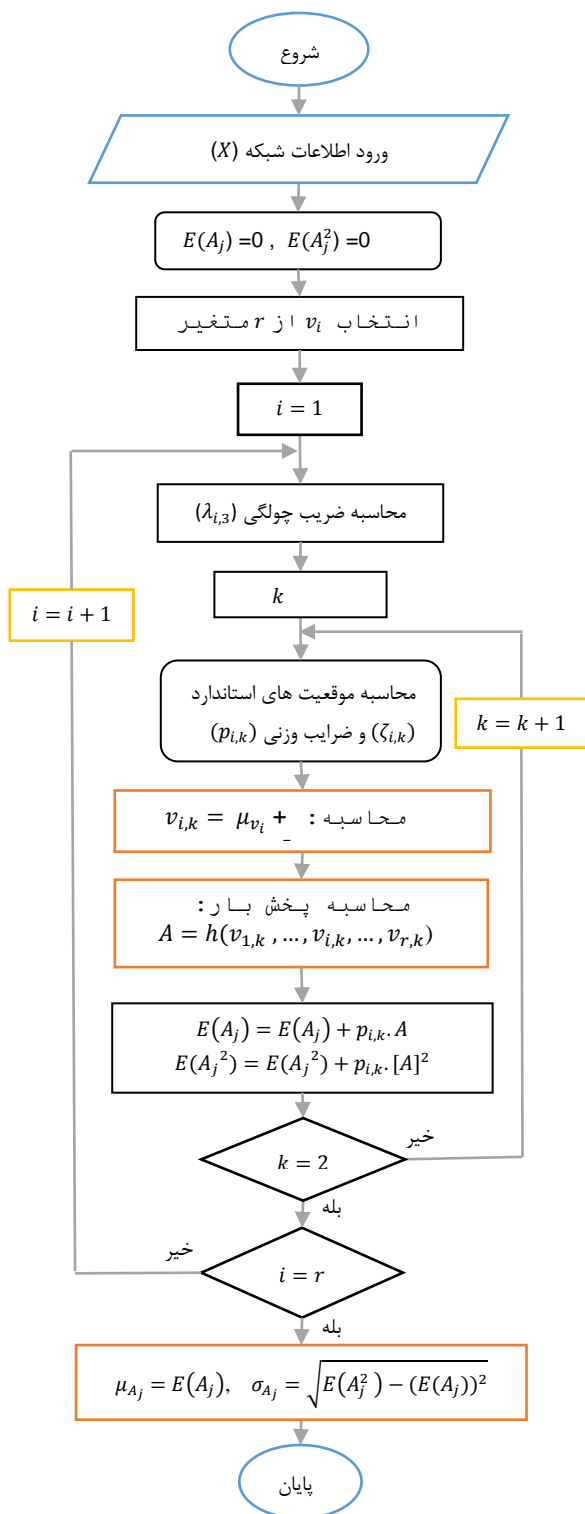 شروع
ورود اطلاعات شبکه (X)
E(A_j) =0 , E(A_j^2) =0
انتخاب v_i از r متغیر
i = 1
محاسبه ضریب چولگی (λ_{i,3})
k
i = i + 1
محاسبه موقعیت های استاندارد
(ζ_{i,k}) و ضرایب وزنی (p_{i,k})
k = k + 1
محاسبه : v_{i,k} = μ_{v_i} +
محاسبه پخش بار:
A = h(v_{1,k} , … , v_{i,k}, … , v_{r,k})
E(A_j) = E(A_j) + p_{i,k}. A
E(A_j^2) = E(A_j^2) + p_{i,k}. [A]^2
خیر
k = 2
بله
خیر
i = r
بله
μ_{A_j} = E(A_j), σ_{A_j} = √(E(A_j^2) − (E(A_j))^2)
پایان